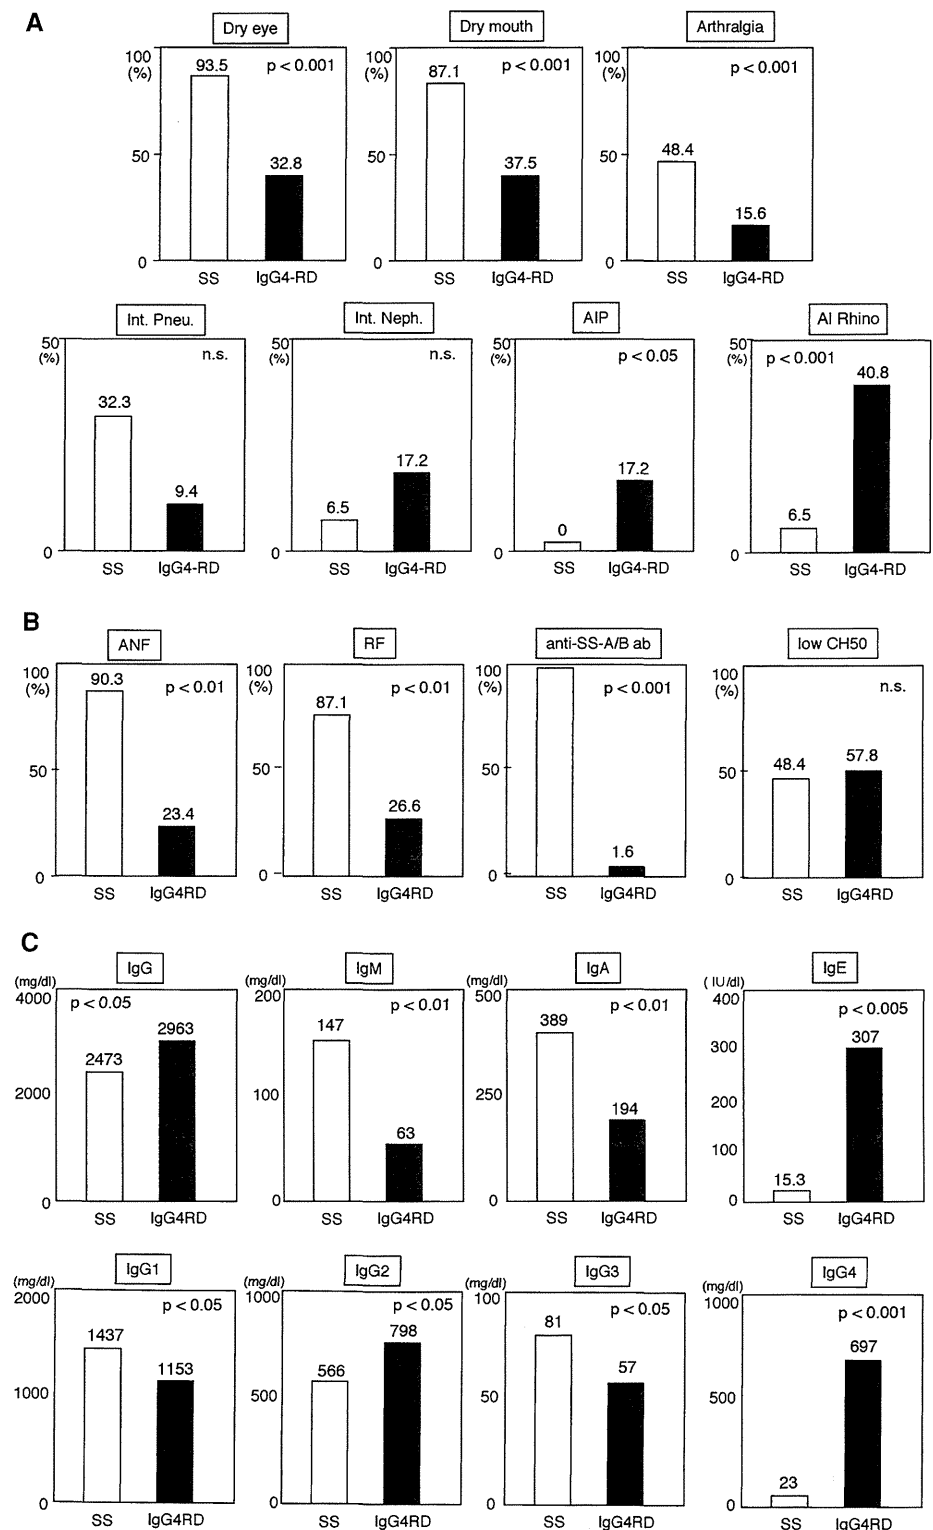 A
Dry eye
Dry mouth
Arthralgia
100
(%)
93.5
p < 0.001
50
32.8
0
SS
IgG4-RD
100
(%)
87.1
p < 0.001
50
37.5
0
SS
IgG4-RD
100
(%)
p < 0.001
50
48.4
15.6
0
SS
IgG4-RD
Int. Pneu.
Int. Neph.
AIP
Al Rhino
50
(%)
n.s.
32.3
9.4
0
SS
IgG4-RD
50
(%)
n.s.
17.2
6.5
0
SS
IgG4-RD
50
(%)
p < 0.05
17.2
0
0
SS
IgG4-RD
50
(%)
p < 0.001
40.8
6.5
0
SS
IgG4-RD
B
ANF
RF
anti-SS-A/B ab
low CH50
100
(%)
90.3
p < 0.01
50
23.4
0
SS
IgG4RD
100
(%)
87.1
p < 0.01
50
26.6
0
SS
IgG4RD
100
(%)
p < 0.001
50
1.6
0
SS
IgG4RD
100
(%)
n.s.
50
48.4
57.8
0
SS
IgG4RD
C
IgG
IgM
IgA
IgE
(mg/dl)
4000
p < 0.05
2963
2473
2000
0
SS
IgG4RD
(mg/dl)
200
p < 0.01
147
100
63
0
SS
IgG4RD
(mg/dl)
500
p < 0.01
389
250
194
0
SS
IgG4RD
( IU/dl)
400
p < 0.005
307
300
200
100
15.3
0
SS
IgG4RD
IgG1
IgG2
IgG3
IgG4
(mg/dl)
2000
p < 0.05
1437
1153
1000
0
SS
IgG4RD
(mg/dl)
1000
p < 0.05
798
566
500
0
SS
IgG4RD
100
p < 0.05
81
57
50
0
SS
IgG4RD
(mg/dl)
1000
p < 0.001
697
500
23
0
SS
IgG4RD